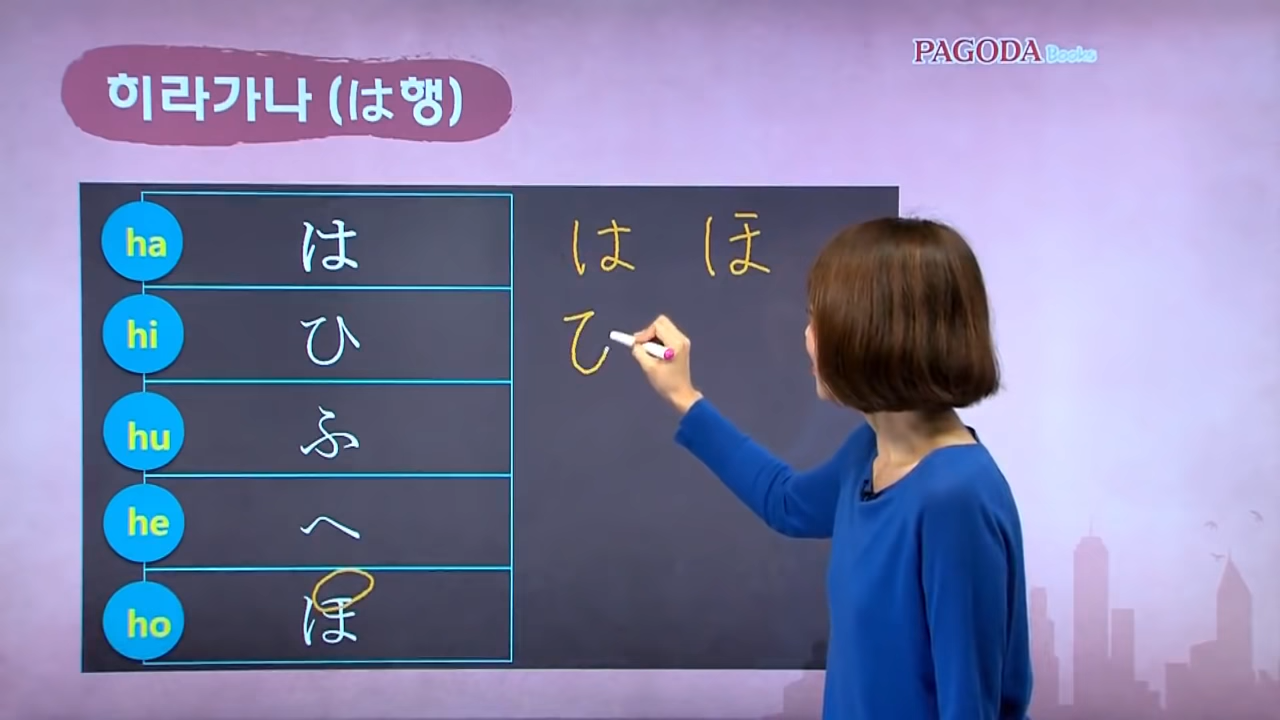 히라가나 (は행)
PAGODA Books
ha は
hi ひ
hu ふ
he へ
ho ほ
は ほ
ひ